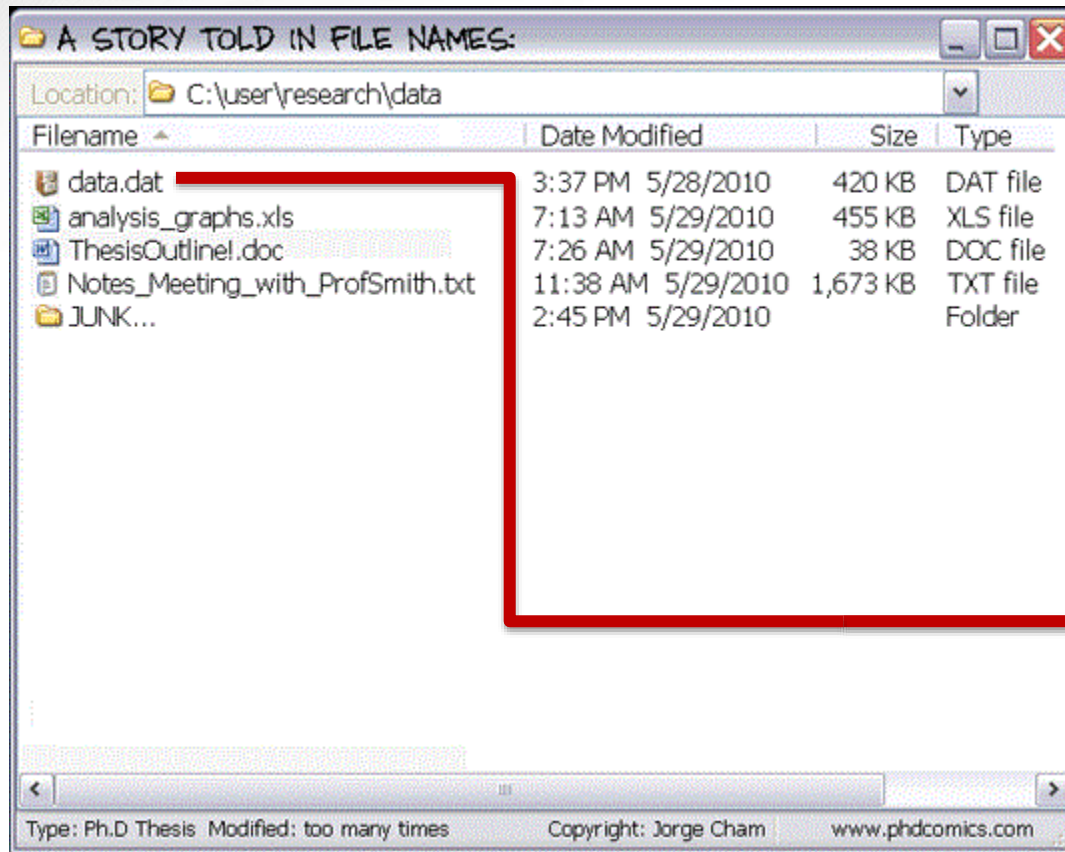 A STORY TOLD IN FILE NAMES:
Location: C:\user\research\data
Filename Date Modified Size Type
data.dat 3:37 PM 5/28/2010 420 KB DAT file
analysis_graphs.xls 7:13 AM 5/29/2010 455 KB XLS file
ThesisOutline!.doc 7:26 AM 5/29/2010 38 KB DOC file
Notes_Meeting_with_ProfSmith.txt 11:38 AM 5/29/2010 1,673 KB TXT file
JUNK... 2:45 PM 5/29/2010 Folder
Type: Ph.D Thesis Modified: too many times Copyright: Jorge Cham www.phdcomics.com